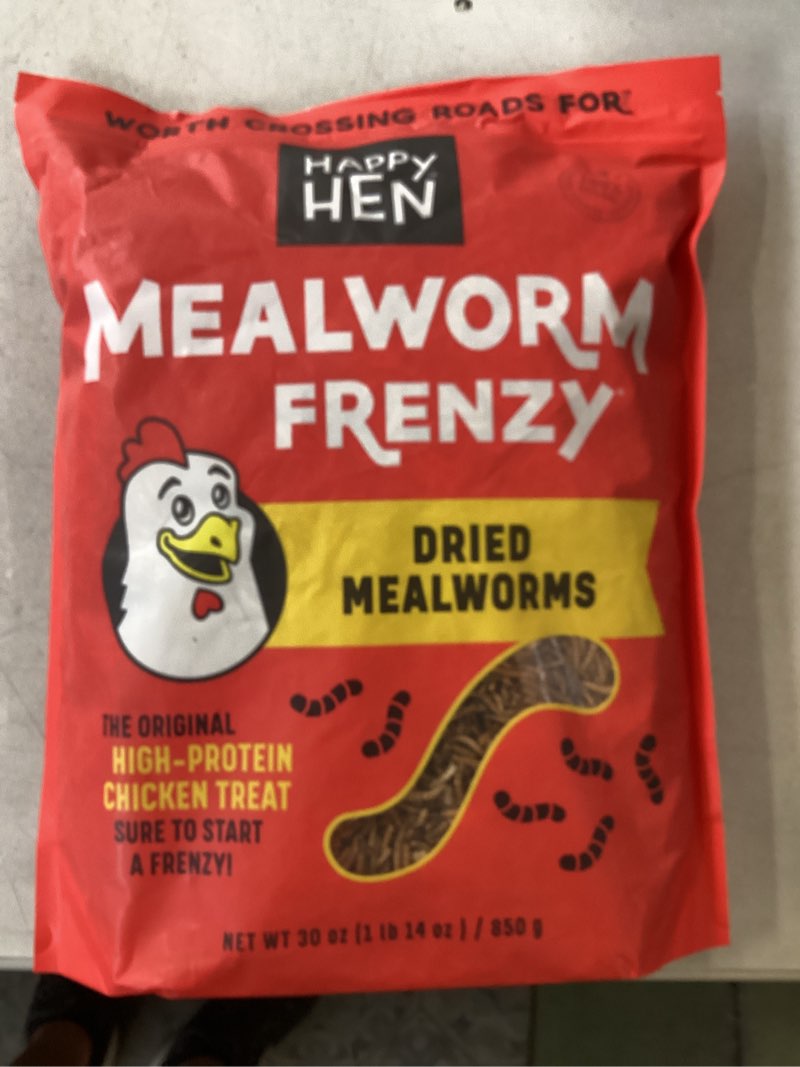 WORTH CROSSING ROADS FOR™
HAPPY
HEN
MEALWORM
FRENZY
DRIED
MEALWORMS
THE ORIGINAL
HIGH-PROTEIN
CHICKEN TREAT
SURE TO START
A FRENZY!
NET WT 30 oz (1 lb 14 oz ) / 850 g